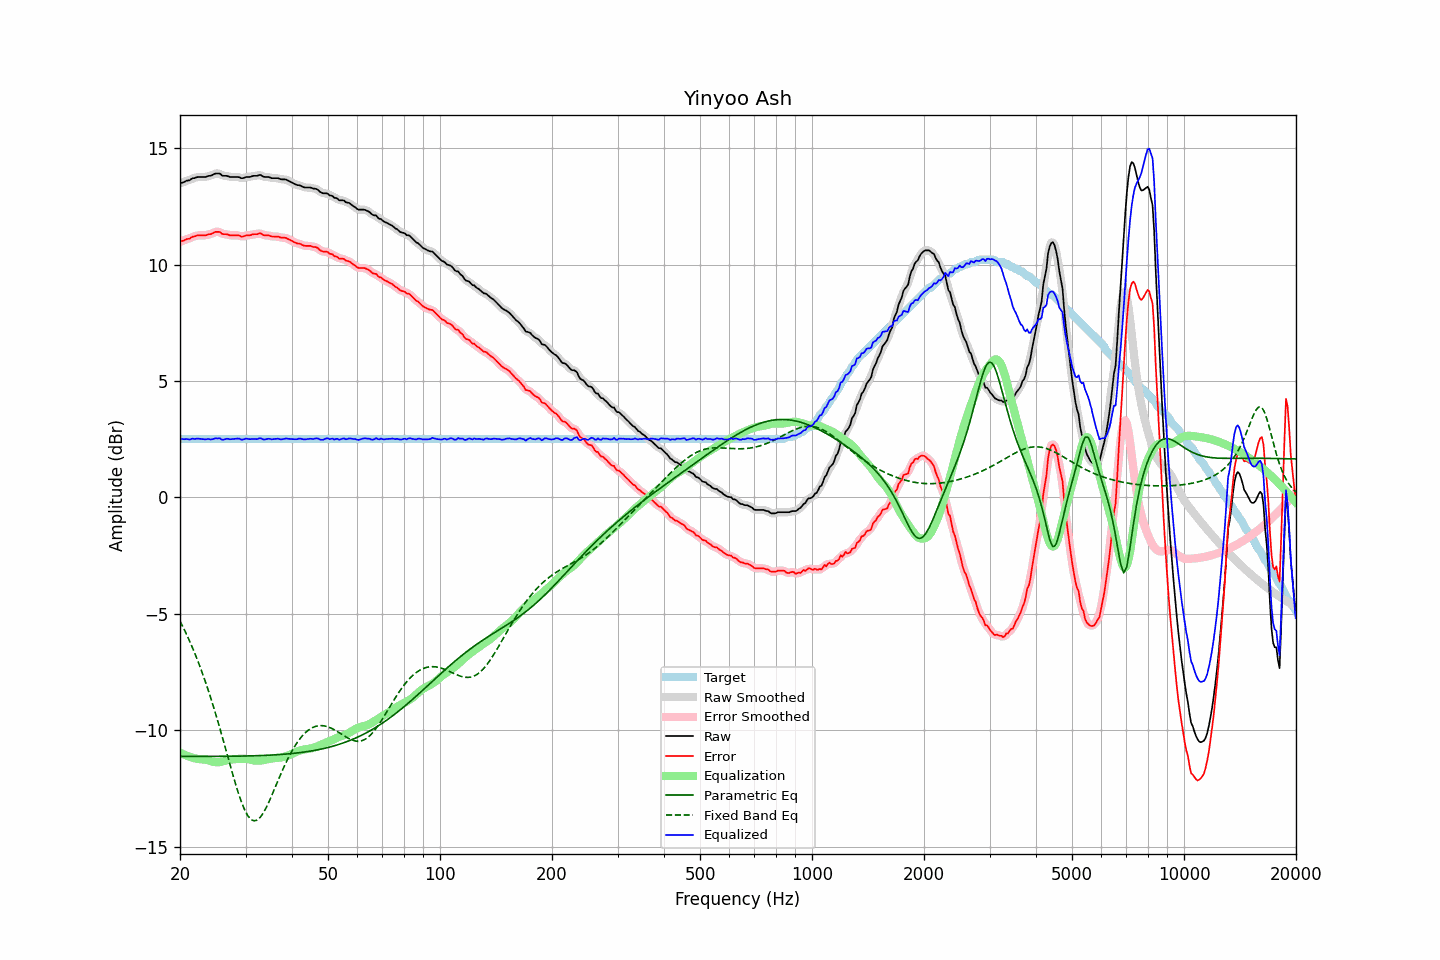 Yinyoo Ash
15
10
5
0
−5
−10
−15
Amplitude (dBr)
20
50
100
200
500
1000
2000
5000
10000
20000
Frequency (Hz)
Target
Raw Smoothed
Error Smoothed
Raw
Error
Equalization
Parametric Eq
Fixed Band Eq
Equalized